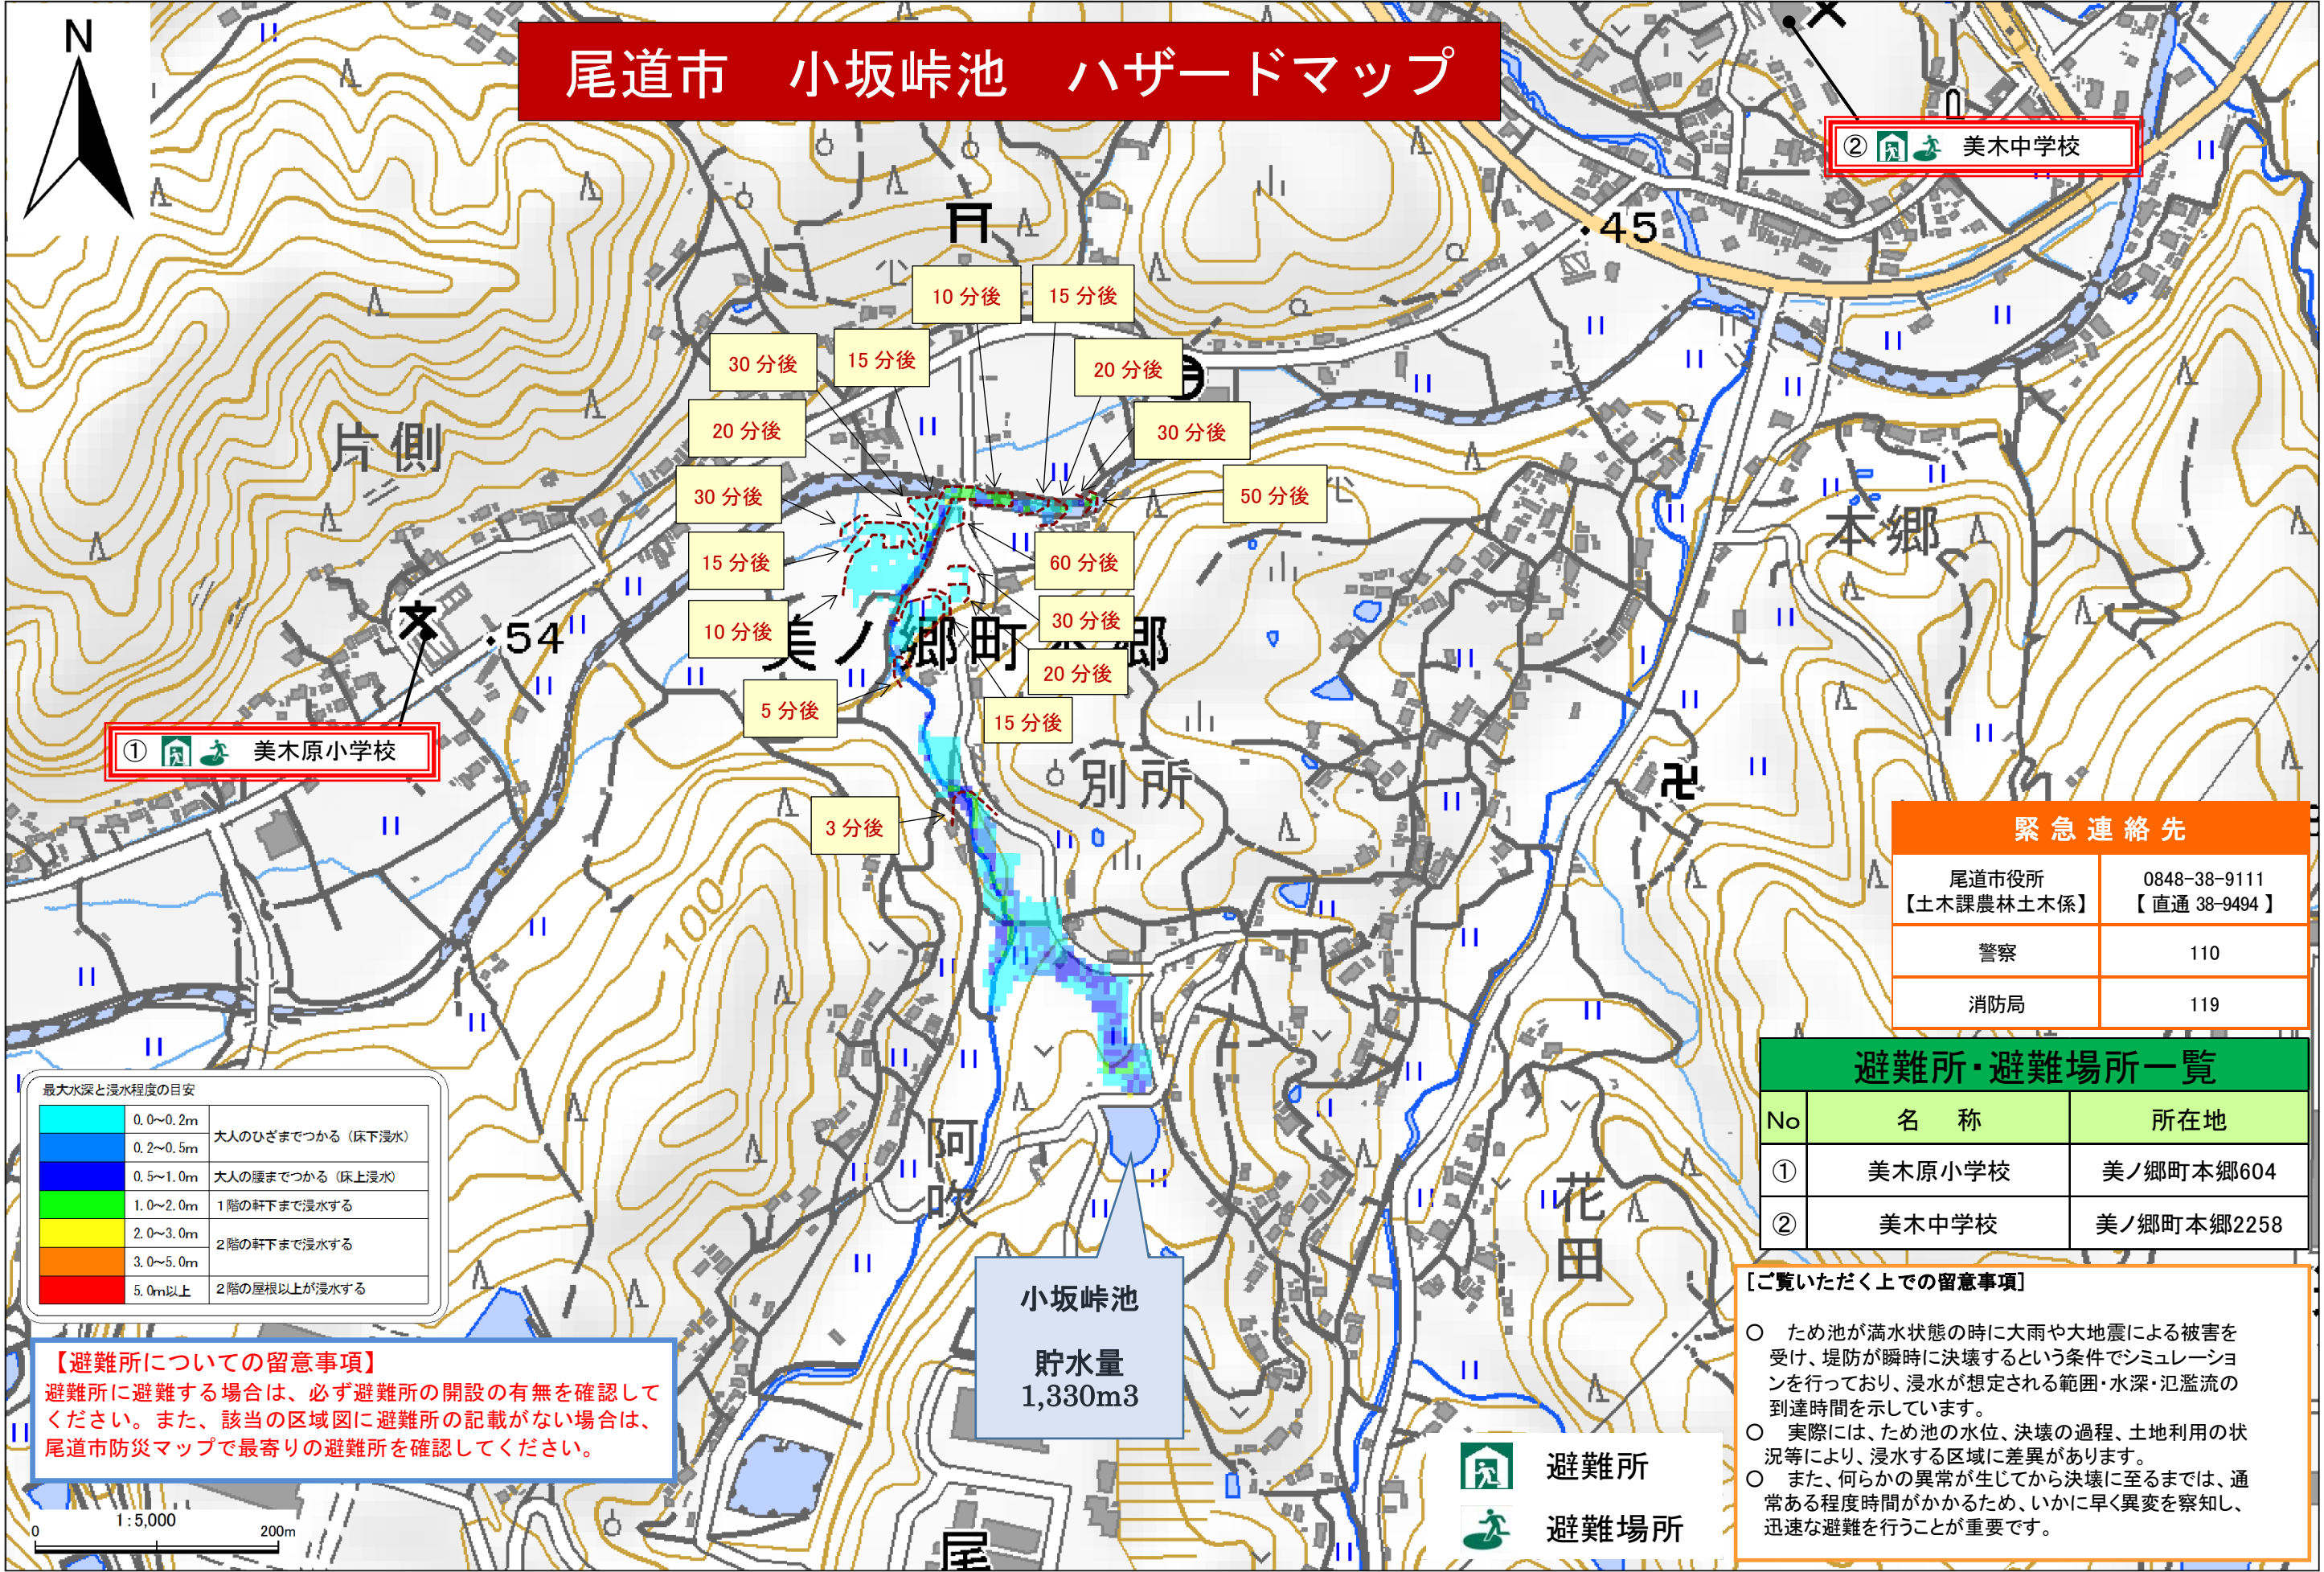 N
尾道市 小坂峠池 ハザードマップ
② 美木中学校
・45
10 分後
15 分後
30 分後
15 分後
20 分後
20 分後
30 分後
片側
30 分後
50 分後
本郷
15 分後
60 分後
10 分後
30 分後
美ノ郷町本郷
・54
20 分後
5 分後
15 分後
① 美木原小学校
別所
3 分後
100
緊急連絡先
尾道市役所
【土木課農林土木係】
0848-38-9111
【 直通 38-9494 】
警察 110
消防局 119
避難所・避難場所一覧
No 名 称 所在地
① 美木原小学校 美ノ郷町本郷604
② 美木中学校 美ノ郷町本郷2258
最大水深と浸水程度の目安
0.0～0.2m
大人のひざまでつかる（床下浸水）
0.2～0.5m
0.5～1.0m 大人の腰までつかる（床上浸水）
1.0～2.0m 1階の軒下まで浸水する
2.0～3.0m
2階の軒下まで浸水する
3.0～5.0m
5.0m以上 2階の屋根以上が浸水する
阿吹
花田
小坂峠池
貯水量
1,330m3
【避難所についての留意事項】
避難所に避難する場合は、必ず避難所の開設の有無を確認して
ください。また、該当の区域図に避難所の記載がない場合は、
尾道市防災マップで最寄りの避難所を確認してください。
[ご覧いただく上での留意事項]
○ ため池が満水状態の時に大雨や大地震による被害を
受け、堤防が瞬時に決壊するという条件でシミュレーショ
ンを行っており、浸水が想定される範囲・水深・氾濫流の
到達時間を示しています。
○ 実際には、ため池の水位、決壊の過程、土地利用の状
況等により、浸水する区域に差異があります。
○ また、何らかの異常が生じてから決壊に至るまでは、通
常ある程度時間がかかるため、いかに早く異変を察知し、
迅速な避難を行うことが重要です。
避難所
避難場所
1:5,000
0 200m
尾